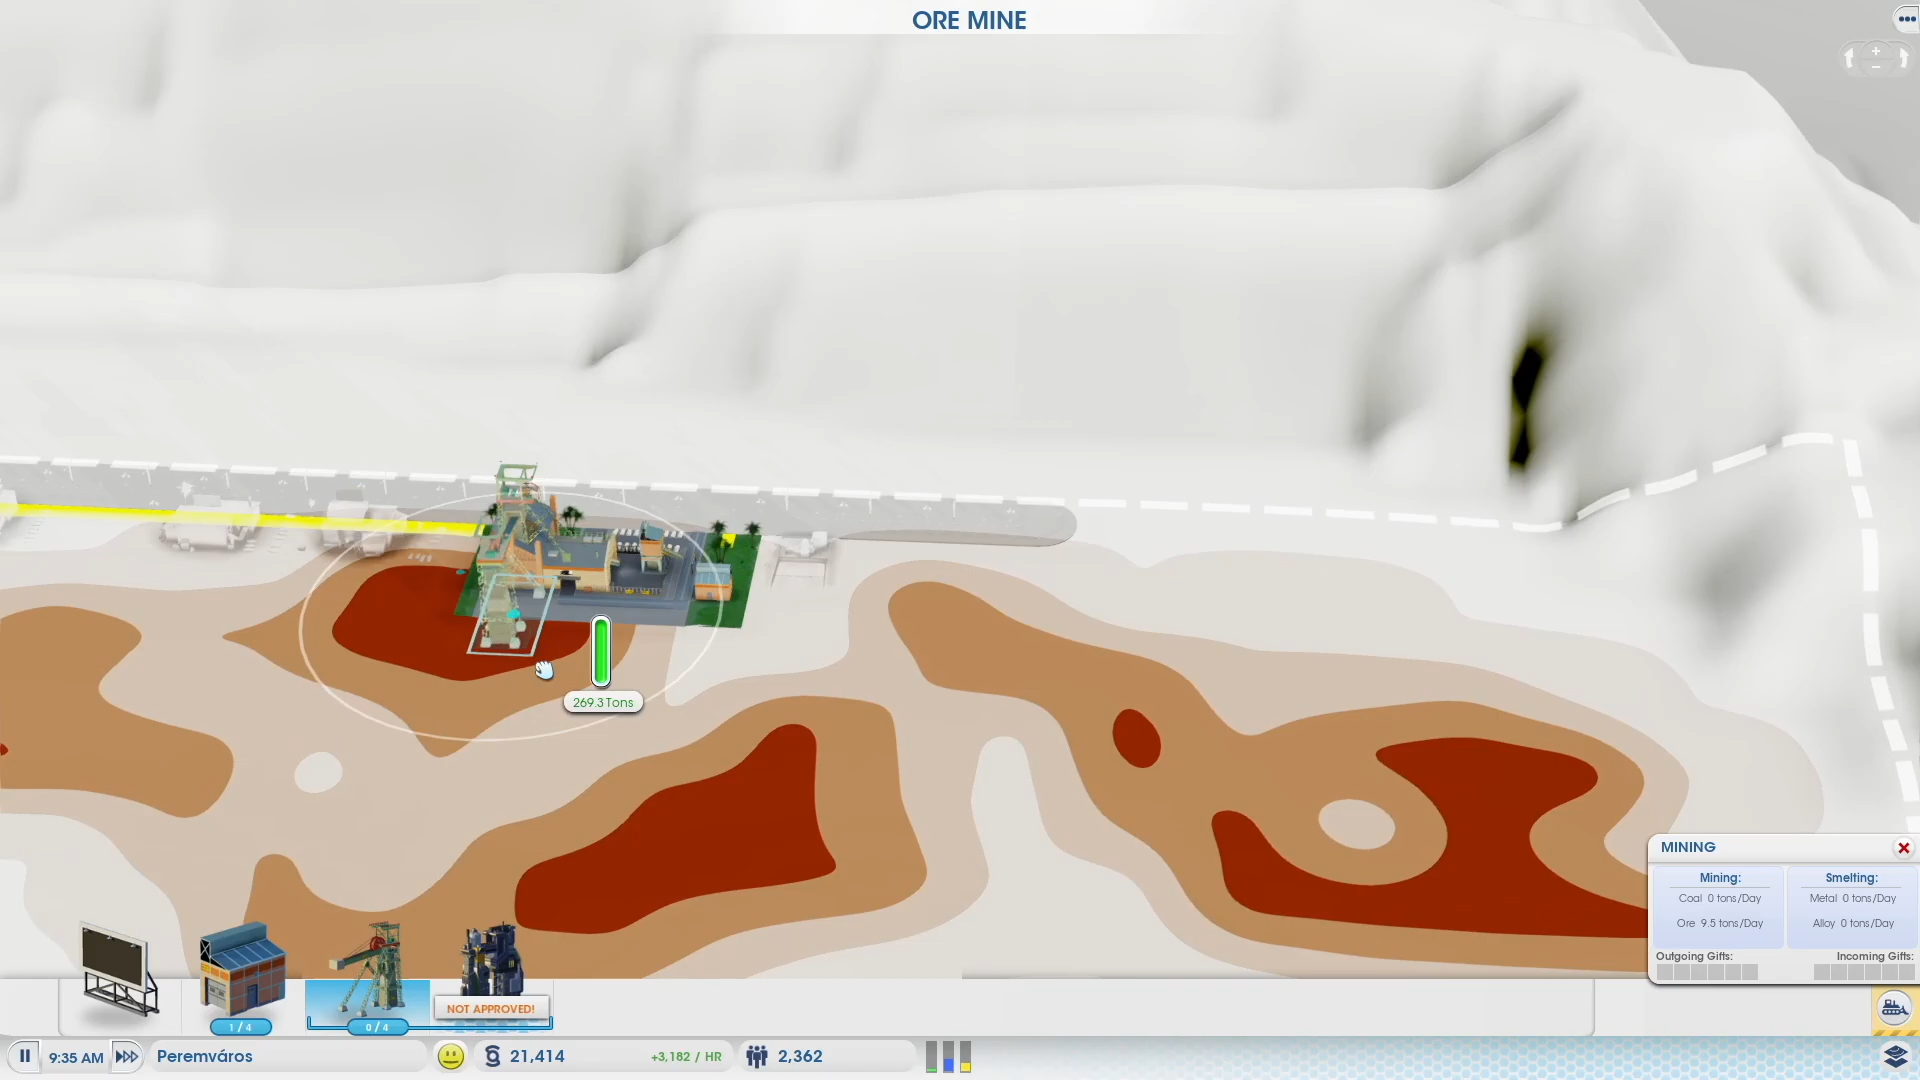 ORE MINE
269.3 Tons
MINING
Mining:
Smelting:
Coal 0 tons/Day
Metal 0 tons/Day
Ore 9.5 tons/Day
Alloy 0 tons/Day
Outgoing Gifts:
Incoming Gifts:
NOT APPROVED!
1 / 4
0 / 4
9:35 AM
Peremváros
21,414
+3,182 / HR
2,362